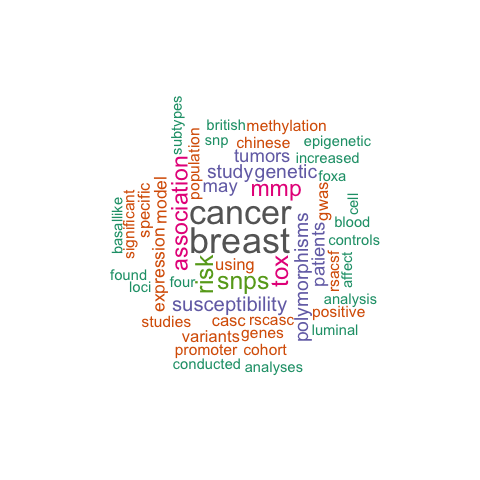 subtypes
british
methylation
snp
chinese
epigenetic
population
tumors
increased
association
study
genetic
foxa
may
mmp
gwas
cell
significant
specific
model
cancer
basallike
breast
blood
polymorphisms
patients
controls
expression
risk
using
tox
rsacsf
affect
found
four
snps
loci
susceptibility
analysis
positive
studies
casc
rscasc
luminal
variants
genes
promoter
cohort
conducted
analyses